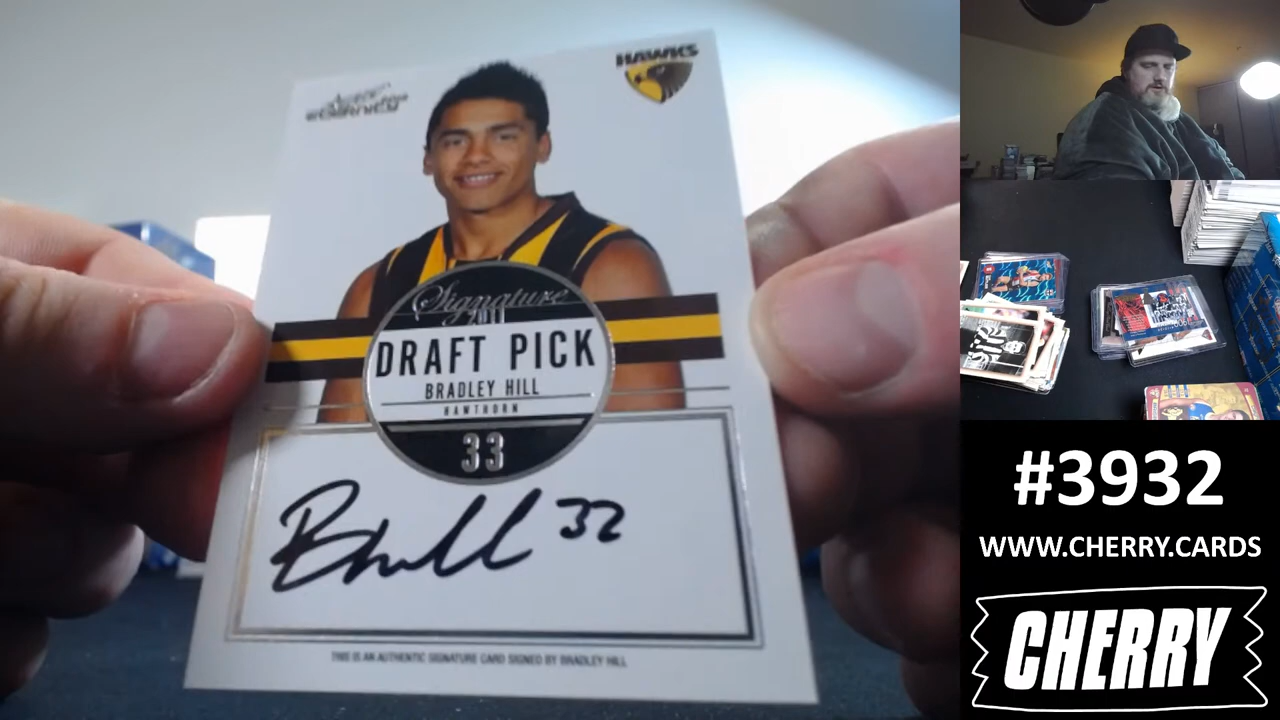 HAWKS
Signature
2011
DRAFT PICK
BRADLEY HILL
HAWTHORN
33
BHill 32
THIS IS AN AUTHENTIC SIGNATURE CARD SIGNED BY BRADLEY HILL
#3932
WWW.CHERRY.CARDS
CHERRY